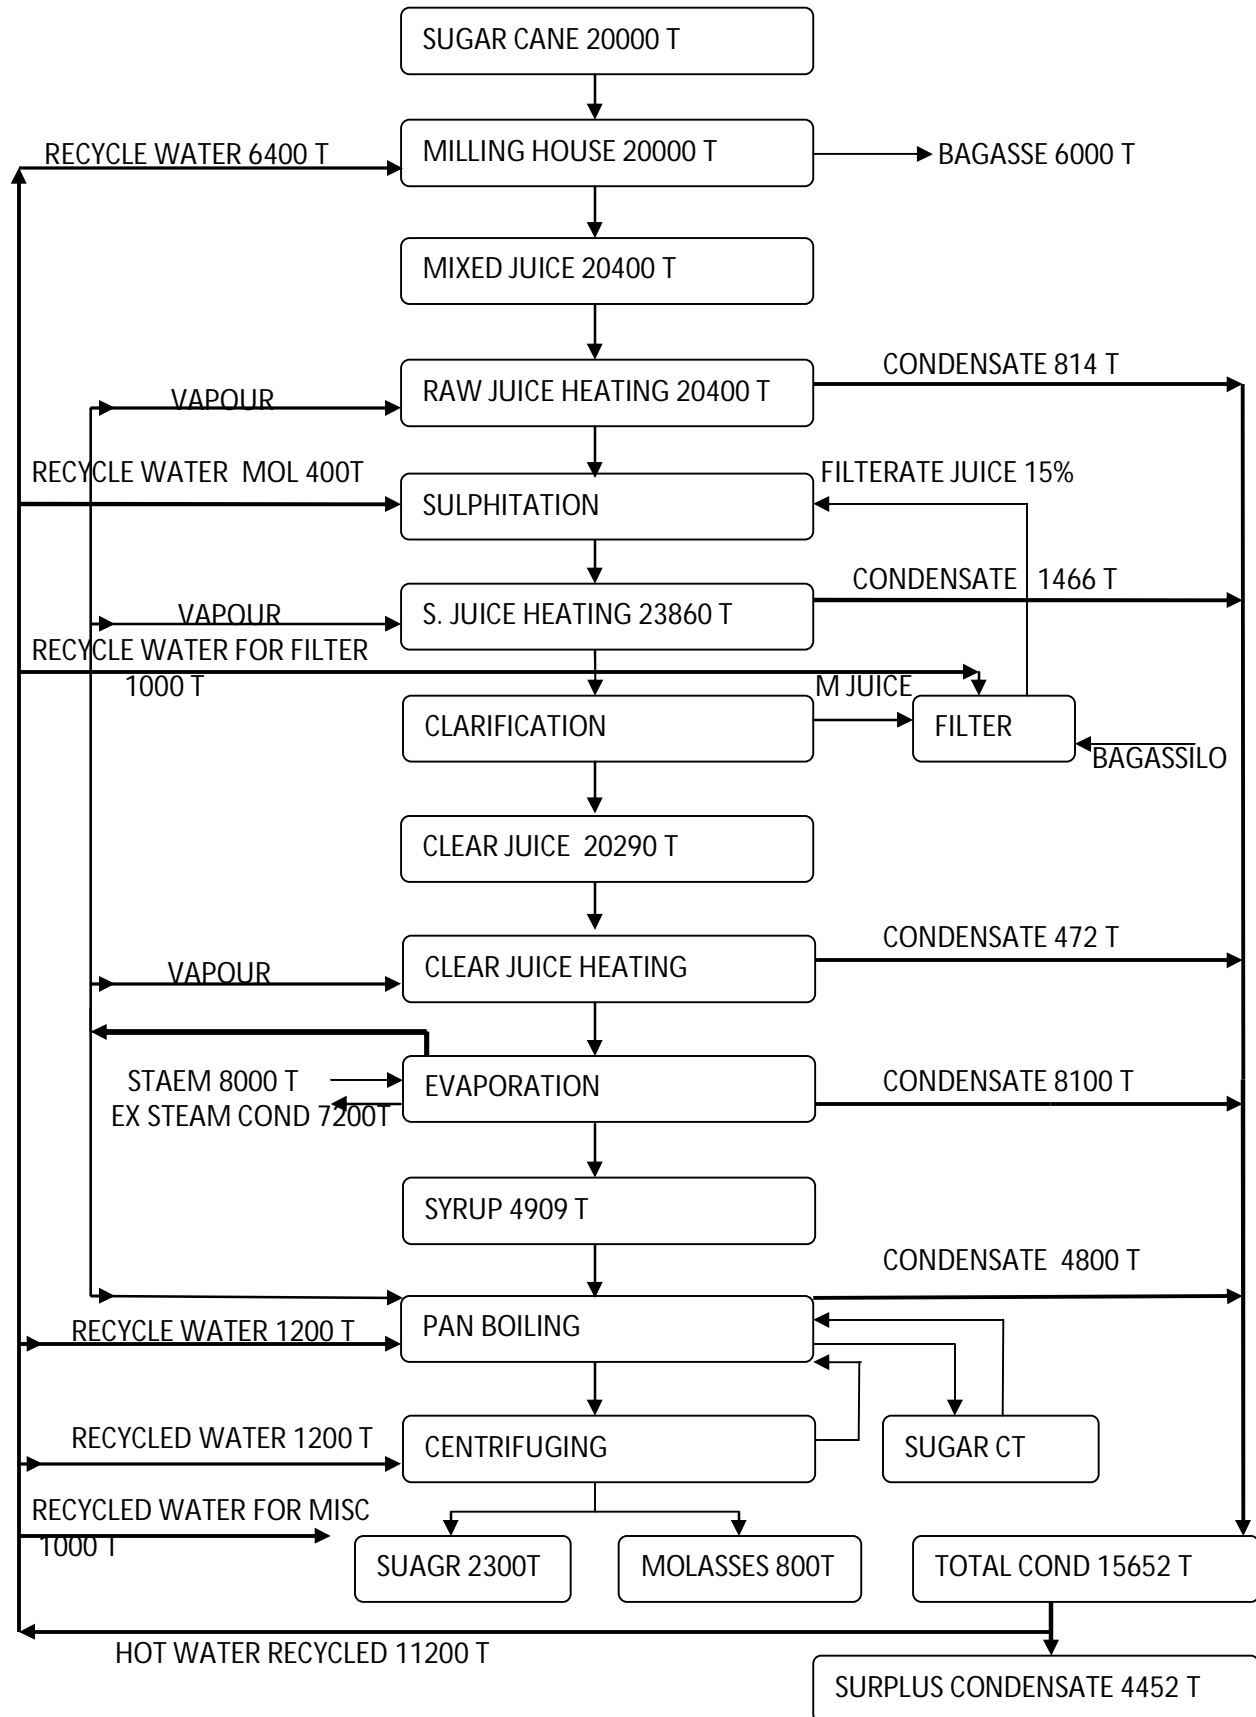 SUGAR CANE 20000 T
RECYCLE WATER 6400 T
MILLING HOUSE 20000 T
BAGASSE 6000 T
MIXED JUICE 20400 T
CONDENSATE 814 T
VAPOUR
RAW JUICE HEATING 20400 T
RECYCLE WATER MOL 400T
FILTERATE JUICE 15%
SULPHITATION
CONDENSATE 1466 T
VAPOUR
S. JUICE HEATING 23860 T
RECYCLE WATER FOR FILTER
1000 T
M JUICE
CLARIFICATION
FILTER
BAGASSILO
CLEAR JUICE 20290 T
CONDENSATE 472 T
VAPOUR
CLEAR JUICE HEATING
STAEM 8000 T
EVAPORATION
CONDENSATE 8100 T
EX STEAM COND 7200T
SYRUP 4909 T
CONDENSATE 4800 T
RECYCLE WATER 1200 T
PAN BOILING
RECYCLED WATER 1200 T
CENTRIFUGING
SUGAR CT
RECYCLED WATER FOR MISC
1000 T
SUAGR 2300T
MOLASSES 800T
TOTAL COND 15652 T
HOT WATER RECYCLED 11200 T
SURPLUS CONDENSATE 4452 T